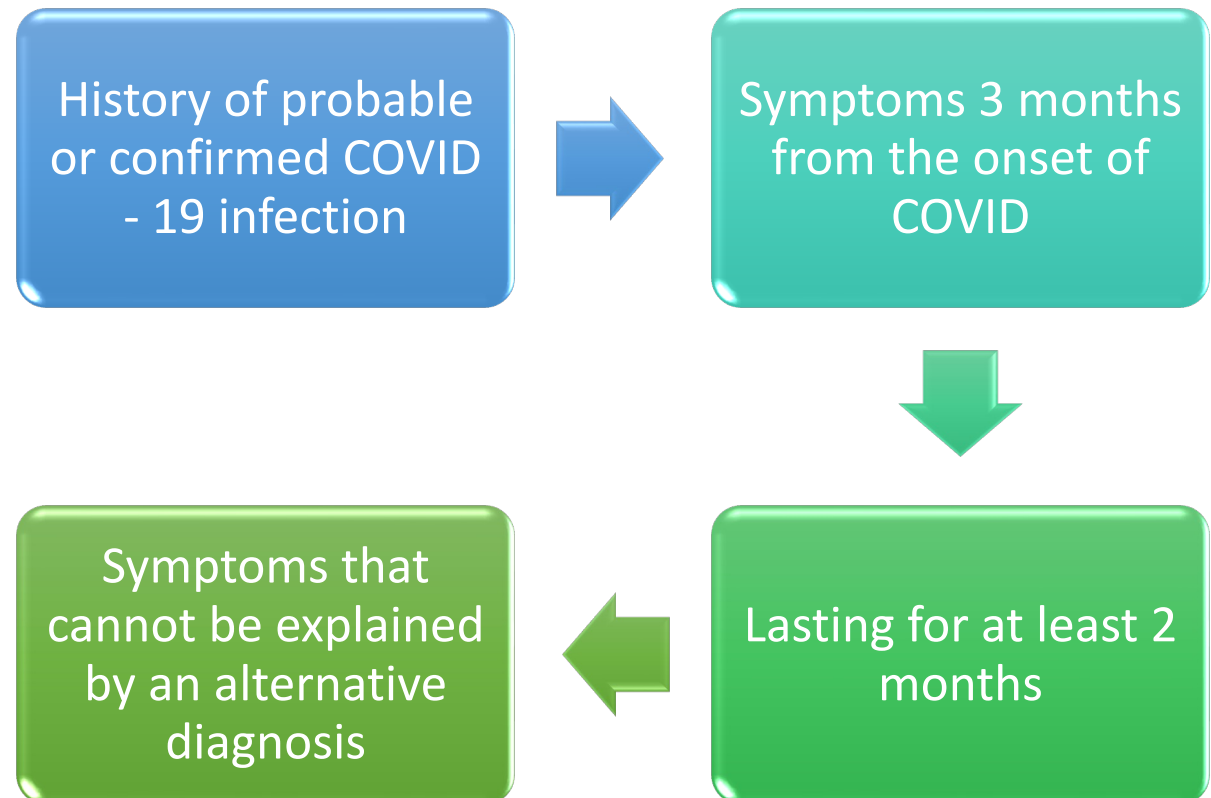 History of probable
or confirmed COVID
- 19 infection
Symptoms 3 months
from the onset of
COVID
Lasting for at least 2
months
Symptoms that
cannot be explained
by an alternative
diagnosis